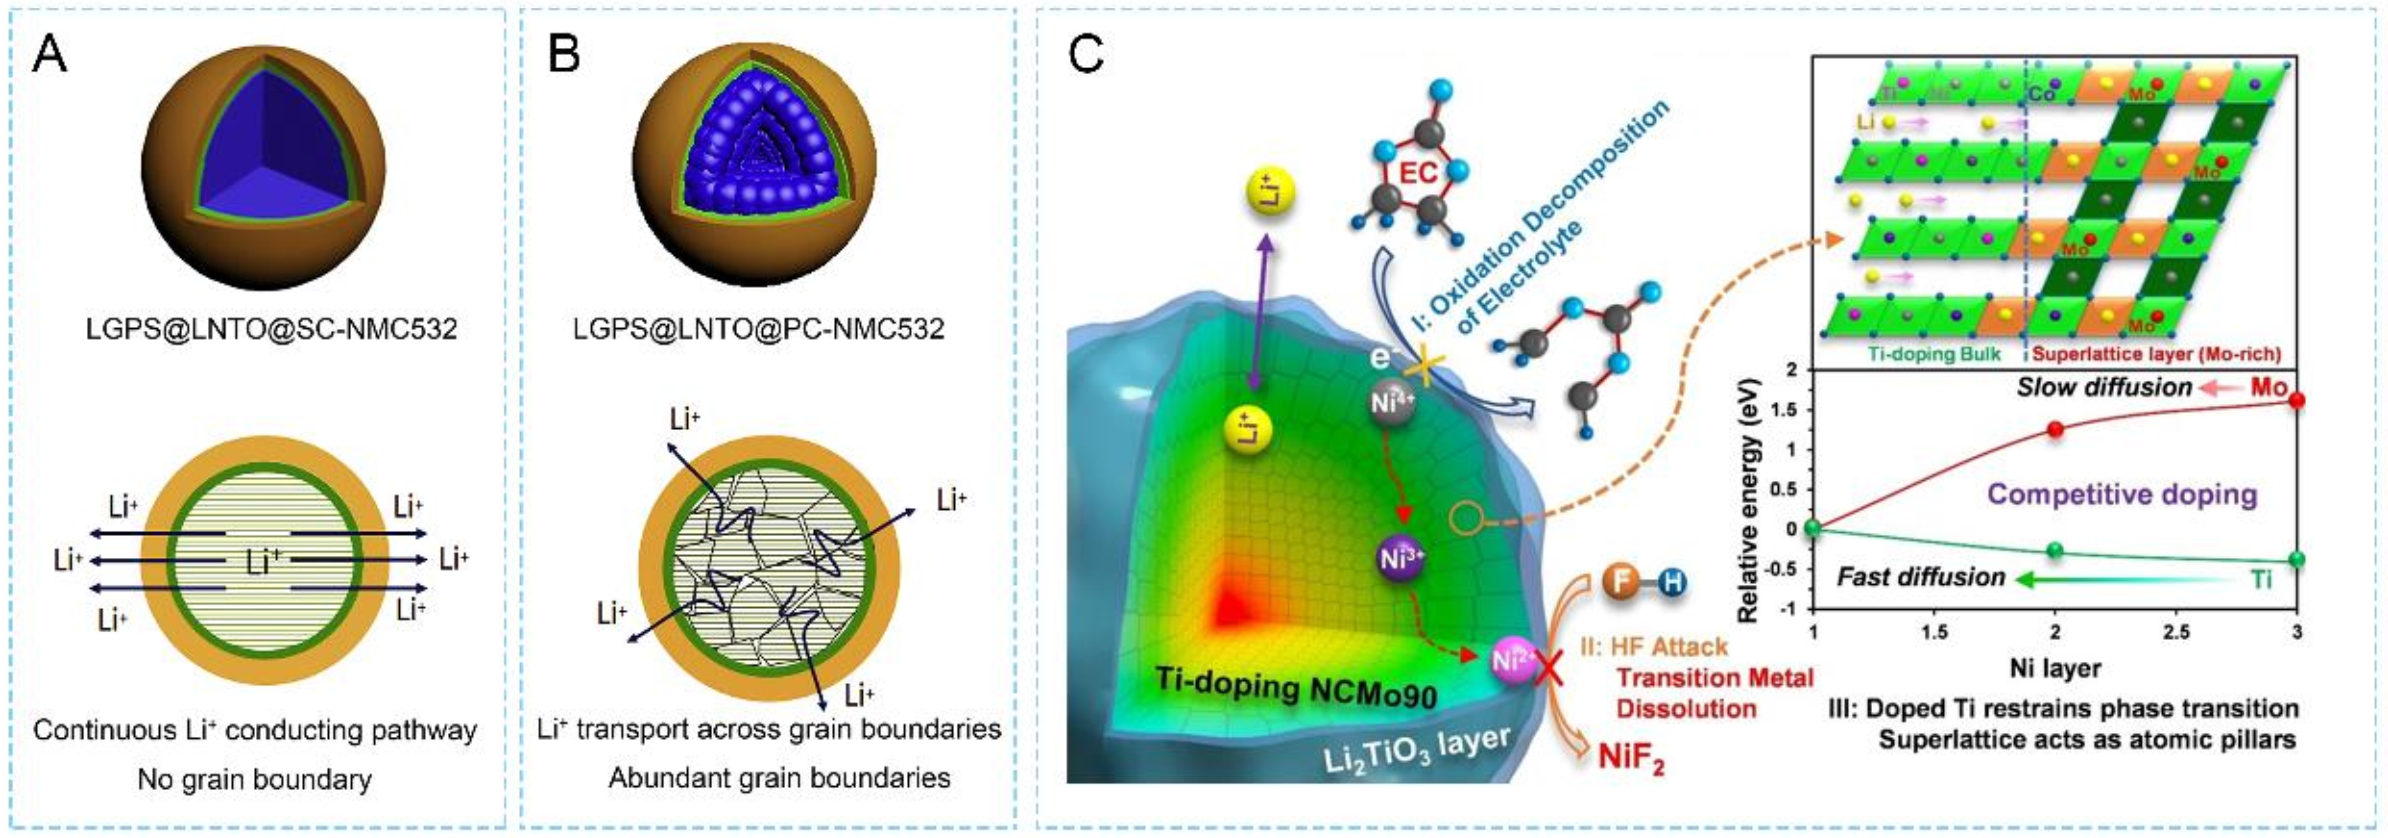 A
LGPS@LNTO@SC-NMC532
Li⁺
Li⁺
Li⁺
Li⁺
Li⁺
Li⁺
Li⁺
Continuous Li⁺ conducting pathway
No grain boundary
B
LGPS@LNTO@PC-NMC532
Li⁺
Li⁺
Li⁺
Li⁺
Li⁺ transport across grain boundaries
Abundant grain boundaries
C
Li⁺
EC
I: Oxidation Decomposition
of Electrolyte
e⁻
Ni⁴⁺
Li⁺
Ni³⁺
F H
Ni²⁺
II: HF Attack
Transition Metal
Dissolution
Ti-doping NCMo90
Li₂TiO₃ layer
NiF₂
Ti Ni Co Mo
Li
Mo
Mo
Mo
Ti-doping Bulk Superlattice layer (Mo-rich)
Relative energy (eV)
2
1.5
1
0.5
0
-0.5
-1
Slow diffusion Mo
Competitive doping
Fast diffusion Ti
1 1.5 2 2.5 3
Ni layer
III: Doped Ti restrains phase transition
Superlattice acts as atomic pillars